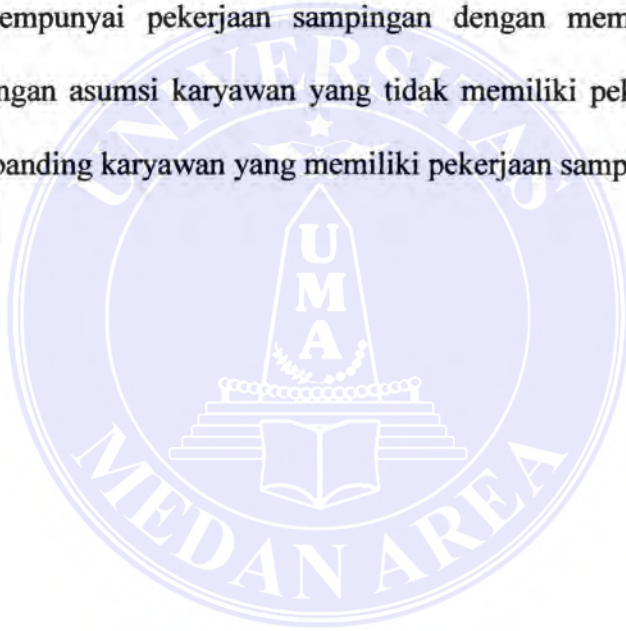 empunyai pekerjaan sampingan dengan mem
ngan asumsi karyawan yang tidak memiliki pek
banding karyawan yang memiliki pekerjaan samp
UNIVERSITAS
U
M
A
MEDAN AREA